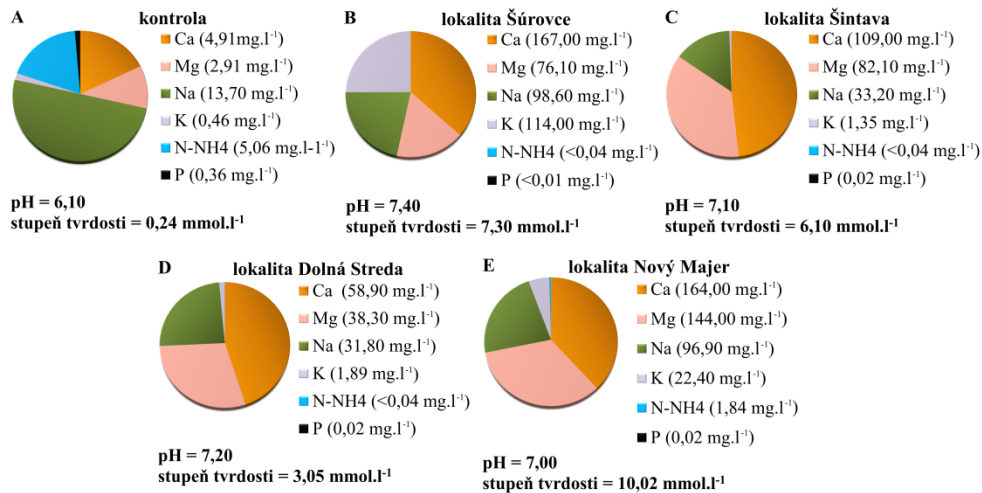 A kontrola
Ca (4,91mg.l⁻¹)
Mg (2,91 mg.l⁻¹)
Na (13,70 mg.l⁻¹)
K (0,46 mg.l⁻¹)
N-NH4 (5,06 mg.l-1⁻¹)
P (0,36 mg.l⁻¹)
pH = 6,10
stupeň tvrdosti = 0,24 mmol.l⁻¹
B lokalita Šúrovce
Ca (167,00 mg.l⁻¹)
Mg (76,10 mg.l⁻¹)
Na (98,60 mg.l⁻¹)
K (114,00 mg.l⁻¹)
N-NH4 (<0,04 mg.l⁻¹)
P (<0,01 mg.l⁻¹)
pH = 7,40
stupeň tvrdosti = 7,30 mmol.l⁻¹
C lokalita Šintava
Ca (109,00 mg.l⁻¹)
Mg (82,10 mg.l⁻¹)
Na (33,20 mg.l⁻¹)
K (1,35 mg.l⁻¹)
N-NH4 (<0,04 mg.l⁻¹)
P (0,02 mg.l⁻¹)
pH = 7,10
stupeň tvrdosti = 6,10 mmol.l⁻¹
D lokalita Dolná Streda
Ca (58,90 mg.l⁻¹)
Mg (38,30 mg.l⁻¹)
Na (31,80 mg.l⁻¹)
K (1,89 mg.l⁻¹)
N-NH4 (<0,04 mg.l⁻¹)
P (0,02 mg.l⁻¹)
pH = 7,20
stupeň tvrdosti = 3,05 mmol.l⁻¹
E lokalita Nový Majer
Ca (164,00 mg.l⁻¹)
Mg (144,00 mg.l⁻¹)
Na (96,90 mg.l⁻¹)
K (22,40 mg.l⁻¹)
N-NH4 (1,84 mg.l⁻¹)
P (0,02 mg.l⁻¹)
pH = 7,00
stupeň tvrdosti = 10,02 mmol.l⁻¹